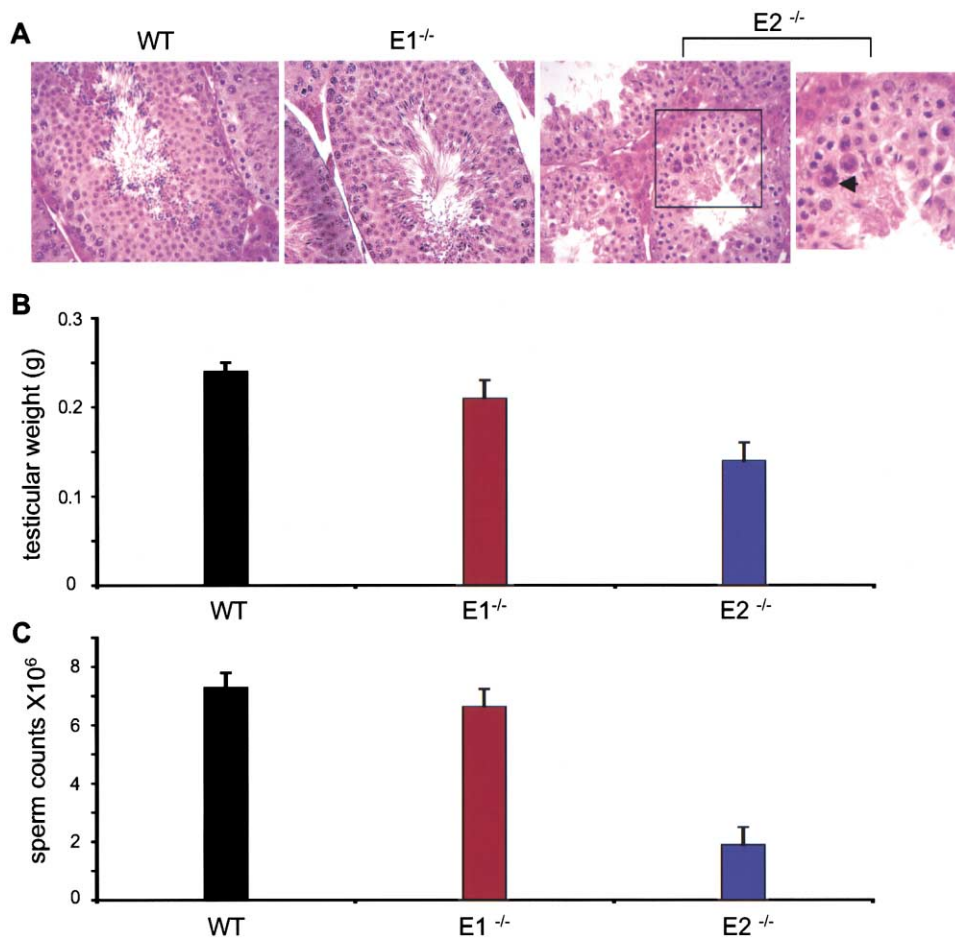 A
WT
E1-/-
E2 -/-
B
testicular weight (g)
0.3
0.2
0.1
0
WT
E1-/-
E2 -/-
C
sperm counts X10⁶
8
6
4
2
0
WT
E1 -/-
E2 -/-